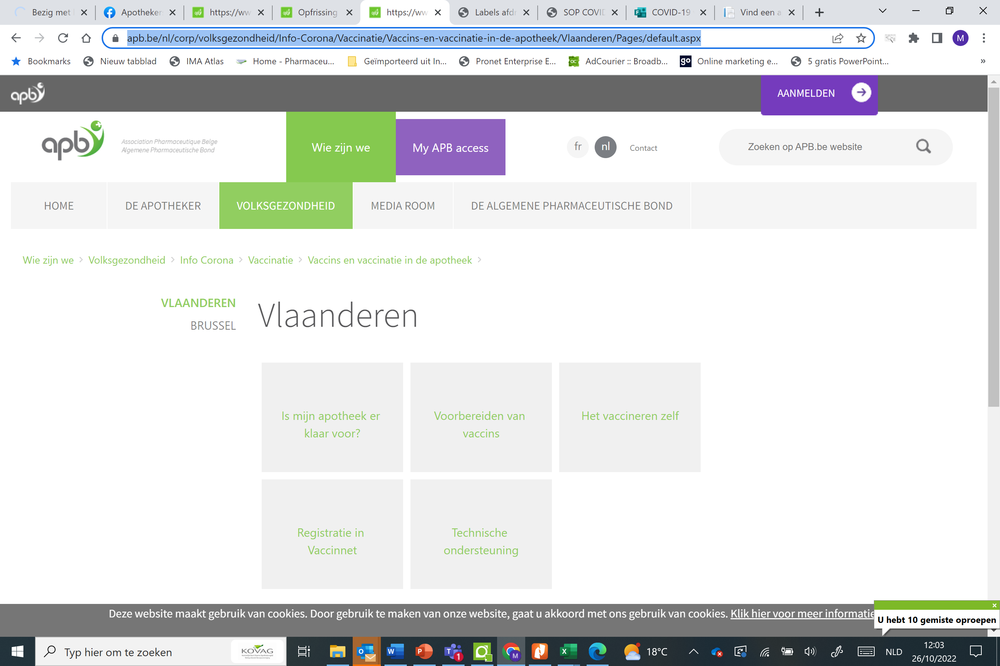 Bezig met
Apotheker
https://ww
Opfrissing
https://ww
Labels afdr
SOP COVID
COVID-19
Vind een a
apb.be/nl/corp/volksgezondheid/Info-Corona/Vaccinatie/Vaccins-en-vaccinatie-in-de-apotheek/Vlaanderen/Pages/default.aspx
M
Bookmarks
Nieuw tabblad
IMA Atlas
Home - Pharmaceu...
Geïmporteerd uit In...
Pronet Enterprise E...
AdCourier :: Broadb...
go
Online marketing e...
5 gratis PowerPoint...
»
apb
AANMELDEN
apb
Association Pharmaceutique Belge
Algemene Pharmaceutische Bond
Wie zijn we
My APB access
fr
nl
Contact
Zoeken op APB.be website
HOME
DE APOTHEKER
VOLKSGEZONDHEID
MEDIA ROOM
DE ALGEMENE PHARMACEUTISCHE BOND
Wie zijn we > Volksgezondheid > Info Corona > Vaccinatie > Vaccins en vaccinatie in de apotheek >
VLAANDEREN
BRUSSEL
Vlaanderen
Is mijn apotheek er
klaar voor?
Voorbereiden van
vaccins
Het vaccineren zelf
Registratie in
Vaccinnet
Technische
ondersteuning
Deze website maakt gebruik van cookies. Door gebruik te maken van onze website, gaat u akkoord met ons gebruik van cookies. Klik hier voor meer informatie
U hebt 10 gemiste oproepen
Typ hier om te zoeken
KOVAG
1
M
18°C
NLD
12:03
26/10/2022